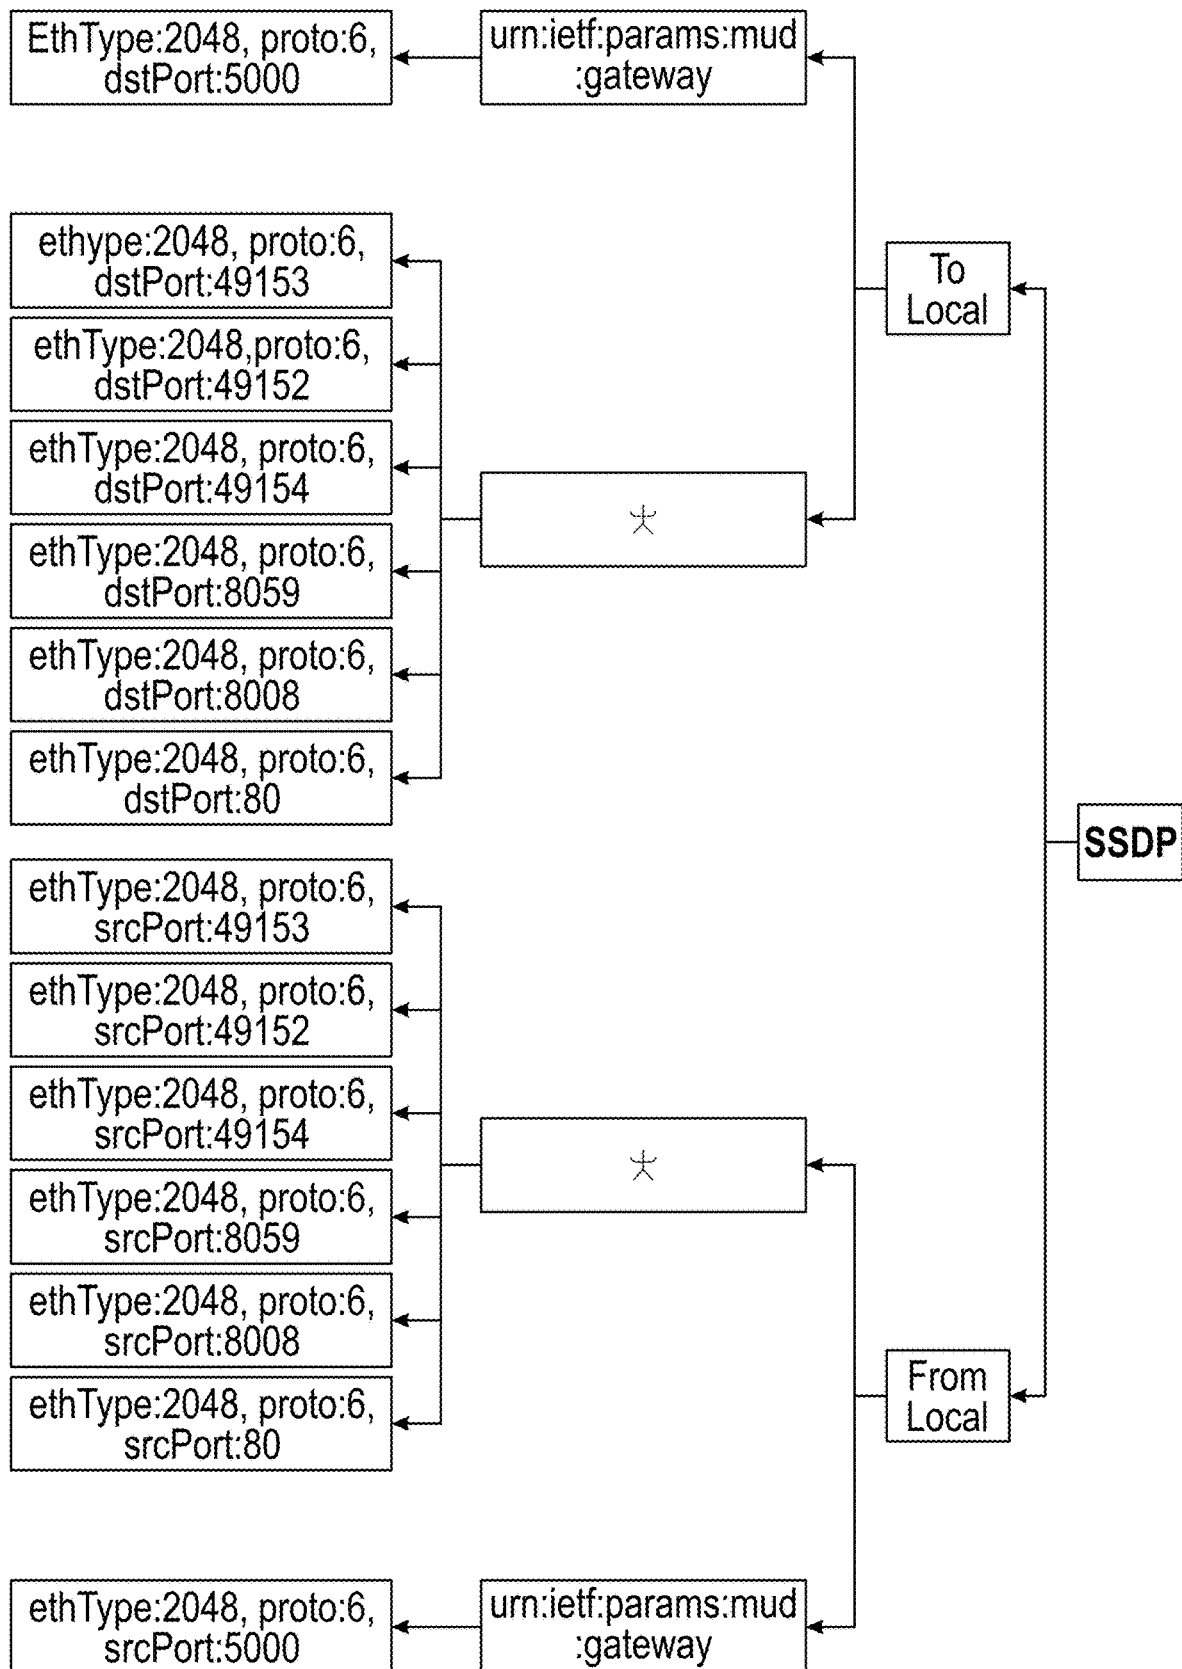 EthType:2048, proto:6,
dstPort:5000
urn:ietf:params:mud
:gateway
ethype:2048, proto:6,
dstPort:49153
To
Local
ethType:2048,proto:6,
dstPort:49152
ethType:2048, proto:6,
dstPort:49154
*
ethType:2048, proto:6,
dstPort:8059
ethType:2048, proto:6,
dstPort:8008
ethType:2048, proto:6,
dstPort:80
SSDP
ethType:2048, proto:6,
srcPort:49153
ethType:2048, proto:6,
srcPort:49152
ethType:2048, proto:6,
srcPort:49154
*
ethType:2048, proto:6,
srcPort:8059
ethType:2048, proto:6,
srcPort:8008
From
Local
ethType:2048, proto:6,
srcPort:80
ethType:2048, proto:6,
srcPort:5000
urn:ietf:params:mud
:gateway